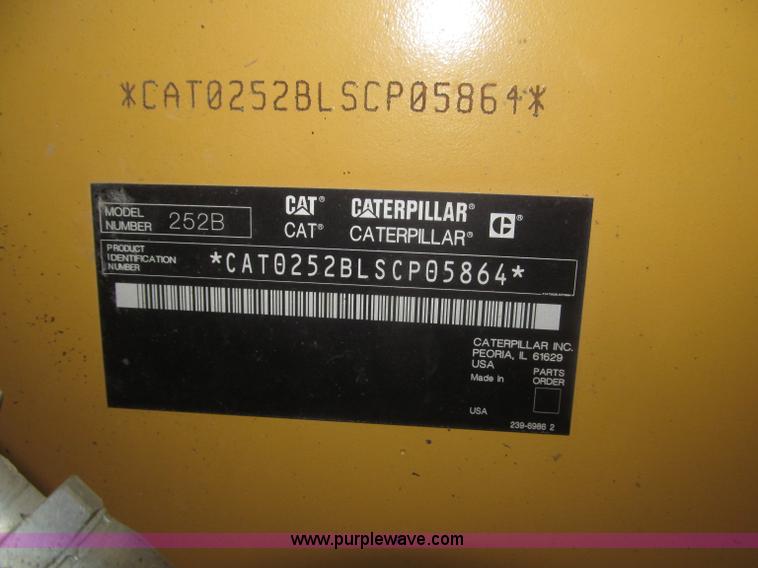 *CAT0252BLSCP05864*
MODEL NUMBER 252B CAT® CATERPILLAR®
CAT® CATERPILLAR® C
PRODUCT
IDENTIFICATION
NUMBER
*CAT0252BLSCP05864*
CATERPILLAR INC.
PEORIA, IL 61629
USA
Made in
PARTS
ORDER
USA
239-6986 2
www.purplewave.com